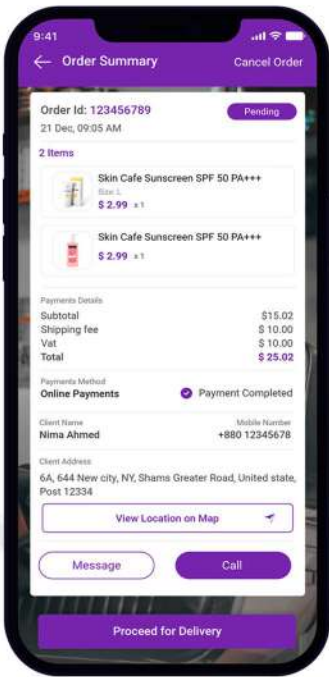 9:41
Order Summary
Cancel Order
Order Id: 123456789
Pending
21 Dec, 09:05 AM
2 Items
Skin Cafe Sunscreen SPF 50 PA+++
Size: L
$ 2.99 x 1
Skin Cafe Sunscreen SPF 50 PA+++
$ 2.99 x 1
Payments Details
Subtotal $15.02
Shipping fee $ 10.00
Vat $ 10.00
Total $ 25.02
Payments Method
Online Payments Payment Completed
Client Name Mobile Number
Nima Ahmed +880 12345678
Client Address
6A, 644 New city, NY, Shams Greater Road, United state,
Post 12334
View Location on Map
Message
Call
Proceed for Delivery